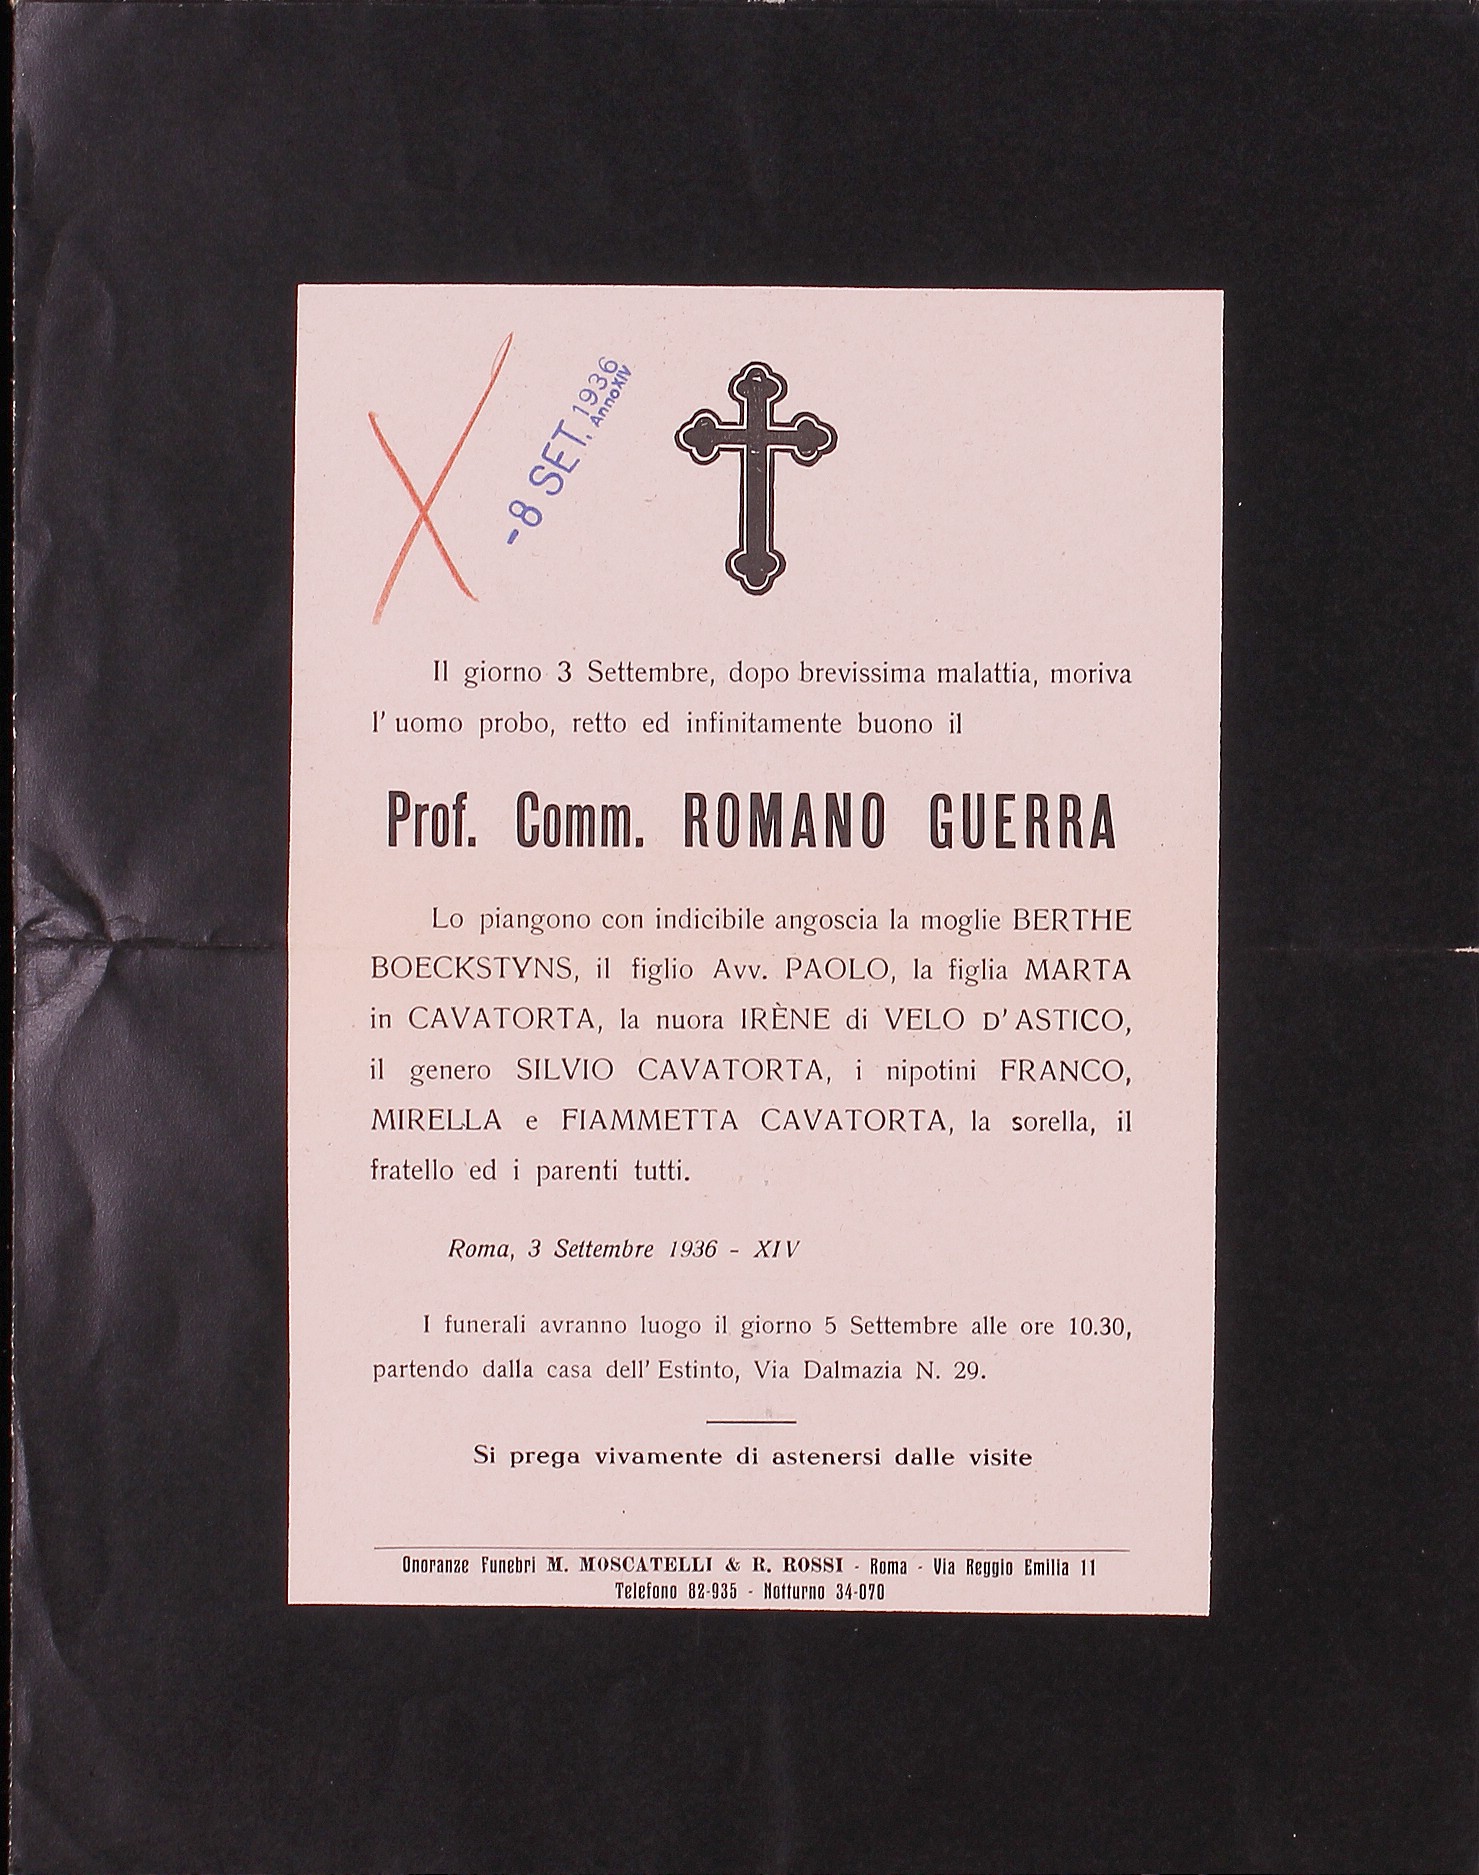 -8 SET. 1936
Anno XIV
Il giorno 3 Settembre, dopo brevissima malattia, moriva
l' uomo probo, retto ed infinitamente buono il
Prof. Comm. ROMANO GUERRA
Lo piangono con indicibile angoscia la moglie BERTHE
BOECKSTYNS, il figlio Avv. PAOLO, la figlia MARTA
in CAVATORTA, la nuora IRÈNE di VELO D' ASTICO,
il genero SILVIO CAVATORTA, i nipotini FRANCO,
MIRELLA e FIAMMETTA CAVATORTA, la sorella, il
fratello ed i parenti tutti.
Roma, 3 Settembre 1936 - XIV
I funerali avranno luogo il giorno 5 Settembre alle ore 10.30,
partendo dalla casa dell' Estinto, Via Dalmazia N. 29.
Si prega vivamente di astenersi dalle visite
Onoranze Funebri M. MOSCATELLI & R. ROSSI - Roma - Via Reggio Emilia 11
Telefono 82-935 - Notturno 34-070